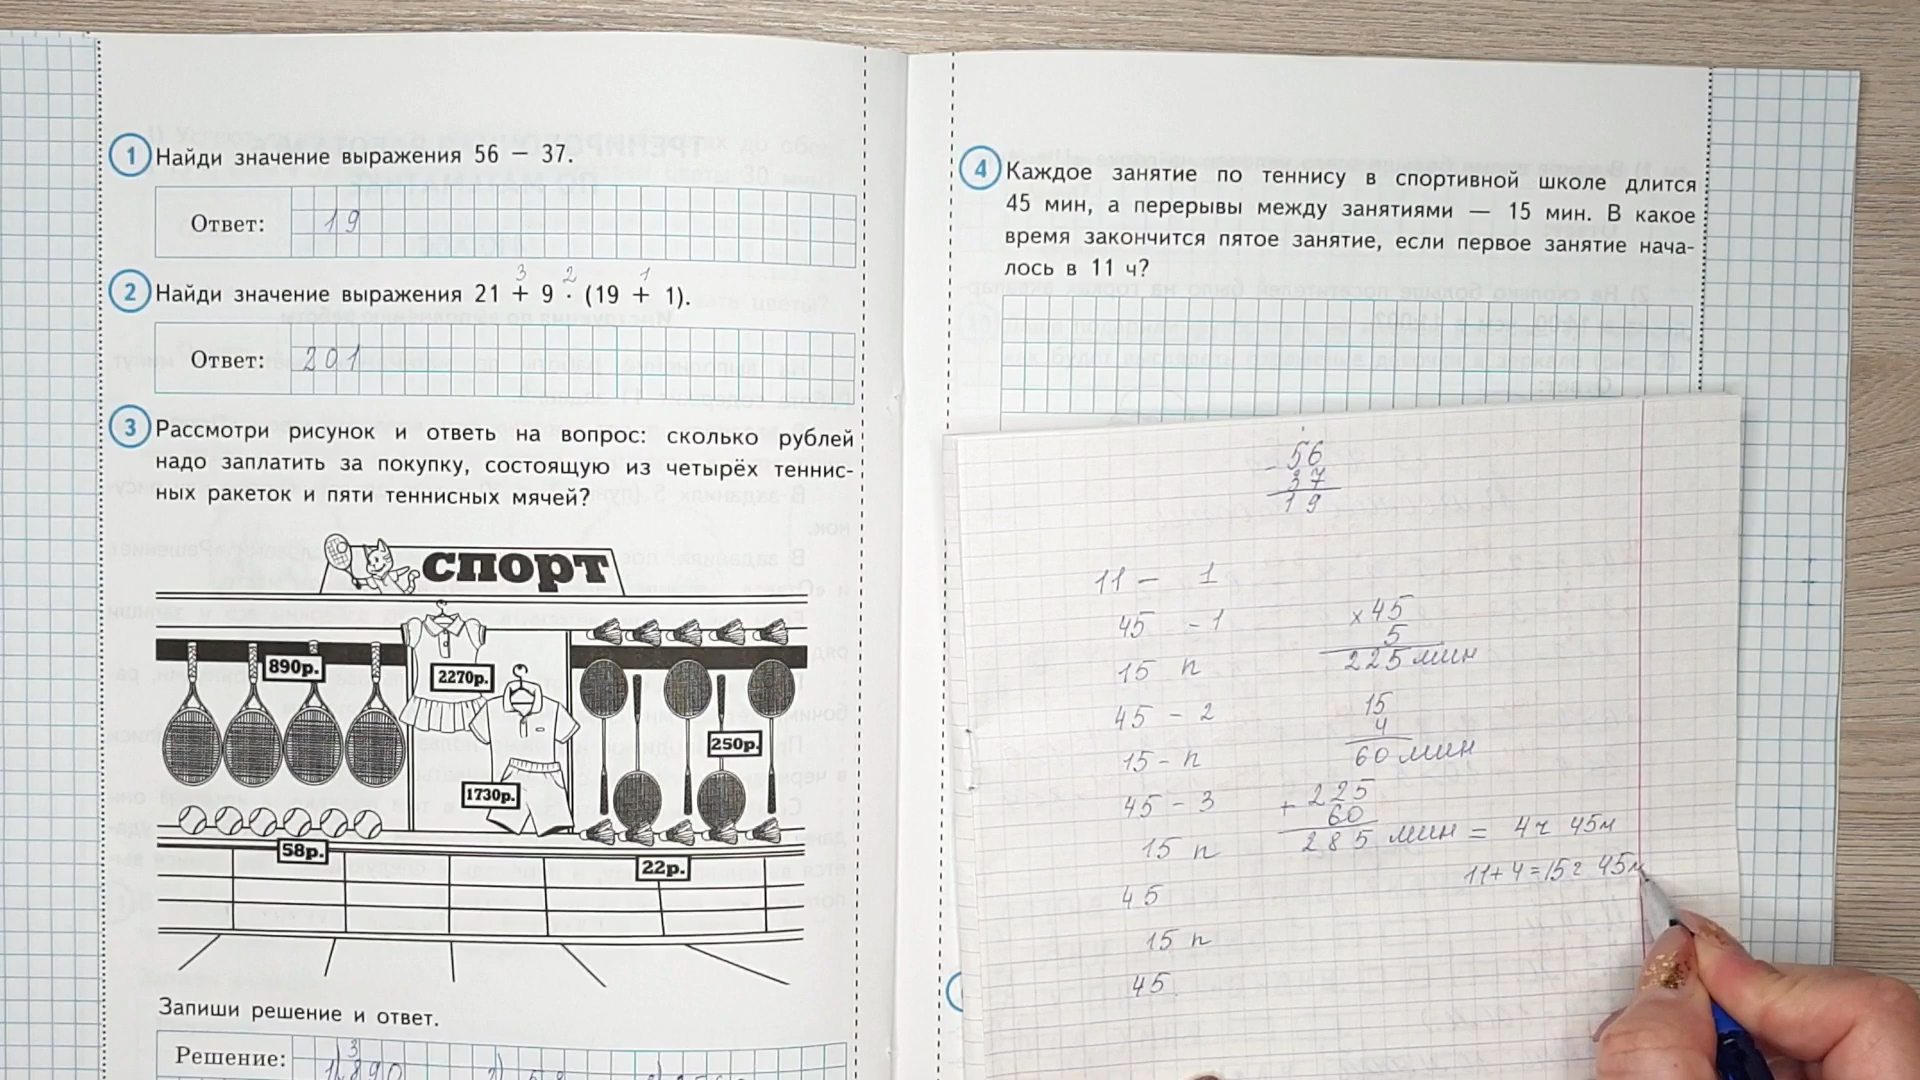 1 Найди значение выражения 56 − 37.
Ответ: 19
3 2 1
2 Найди значение выражения 21 + 9 · (19 + 1).
Ответ: 201
3 Рассмотри рисунок и ответь на вопрос: сколько рублей
надо заплатить за покупку, состоящую из четырёх теннис-
ных ракеток и пяти теннисных мячей?
СПОРТ
890р.
2270р.
250р.
1730р.
58р.
22р.
Запиши решение и ответ.
Решение:
3
4 Каждое занятие по теннису в спортивной школе длится
45 мин, а перерывы между занятиями — 15 мин. В какое
время закончится пятое занятие, если первое занятие нача-
лось в 11 ч?
− 56
37
19
11 − 1
45 − 1
15 п
45 − 2
15 − п
45 − 3
15 п
45
15 п
45
× 45
5
225 мин
15
4
60 мин
+ 225
60
285 мин = 4 ч 45м
11+4=15ч 45м